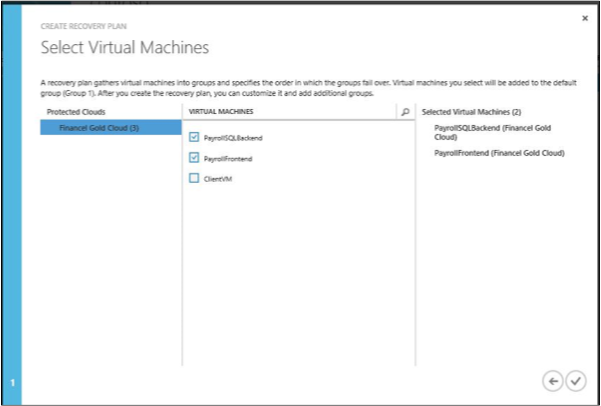 CREATE RECOVERY PLAN
Select Virtual Machines
A recovery plan gathers virtual machines into groups and specifies the order in which the groups fail over. Virtual machines you select will be added to the default
group (Group 1). After you create the recovery plan, you can customize it and add additional groups.
Protected Clouds
Financel Gold Cloud (3)
VIRTUAL MACHINES
PayrollSQLBackend
PayrollFrontend
ClientVM
Selected Virtual Machines (2)
PayrollSQLBackend (Financel Gold
Cloud)
PayrollFrontend (Financel Gold Cloud)
1